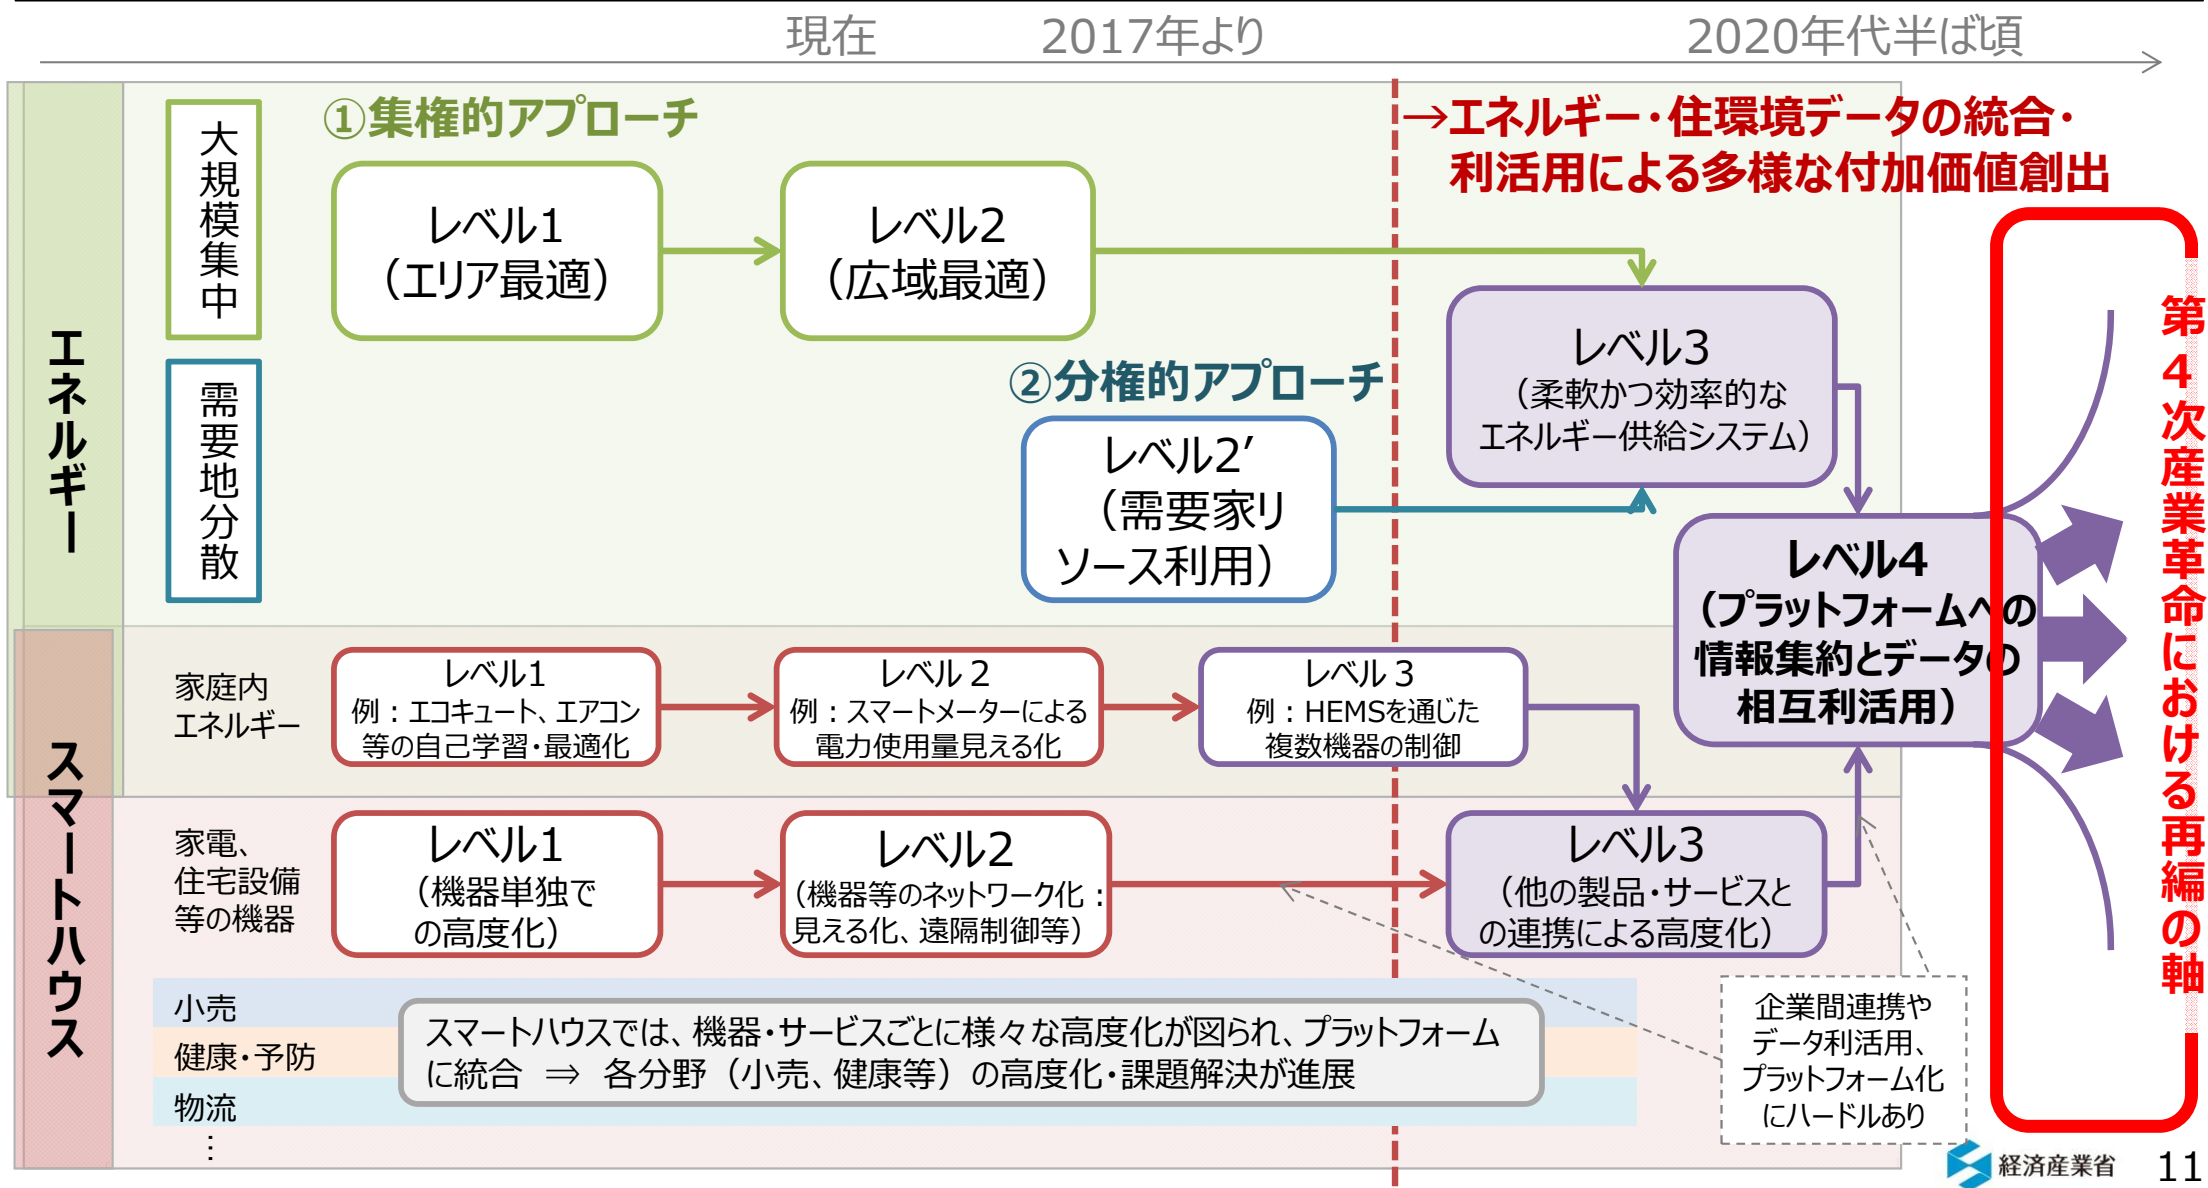 現在
2017年より
2020年代半ば頃
エネルギー
大規模集中
①集権的アプローチ
レベル1
（エリア最適）
レベル2
（広域最適）
→エネルギー・住環境データの統合・
利活用による多様な付加価値創出
需要地分散
②分権的アプローチ
レベル2′
（需要家リ
ソース利用）
レベル3
（柔軟かつ効率的な
エネルギー供給システム）
レベル4
（プラットフォームへの
情報集約とデータの
相互利活用）
第4次産業革命における再編の軸
スマートハウス
家庭内
エネルギー
レベル1
例：エコキュート、エアコン
等の自己学習・最適化
レベル２
例：スマートメーターによる
電力使用量見える化
レベル３
例：HEMSを通じた
複数機器の制御
家電、
住宅設備
等の機器
レベル1
（機器単独で
の高度化）
レベル2
（機器等のネットワーク化：
見える化、遠隔制御等）
レベル3
（他の製品・サービスと
の連携による高度化）
小売
健康・予防
物流
…
スマートハウスでは、機器・サービスごとに様々な高度化が図られ、プラットフォーム
に統合 ⇒ 各分野（小売、健康等）の高度化・課題解決が進展
企業間連携や
データ利活用、
プラットフォーム化
にハードルあり
経済産業省
11